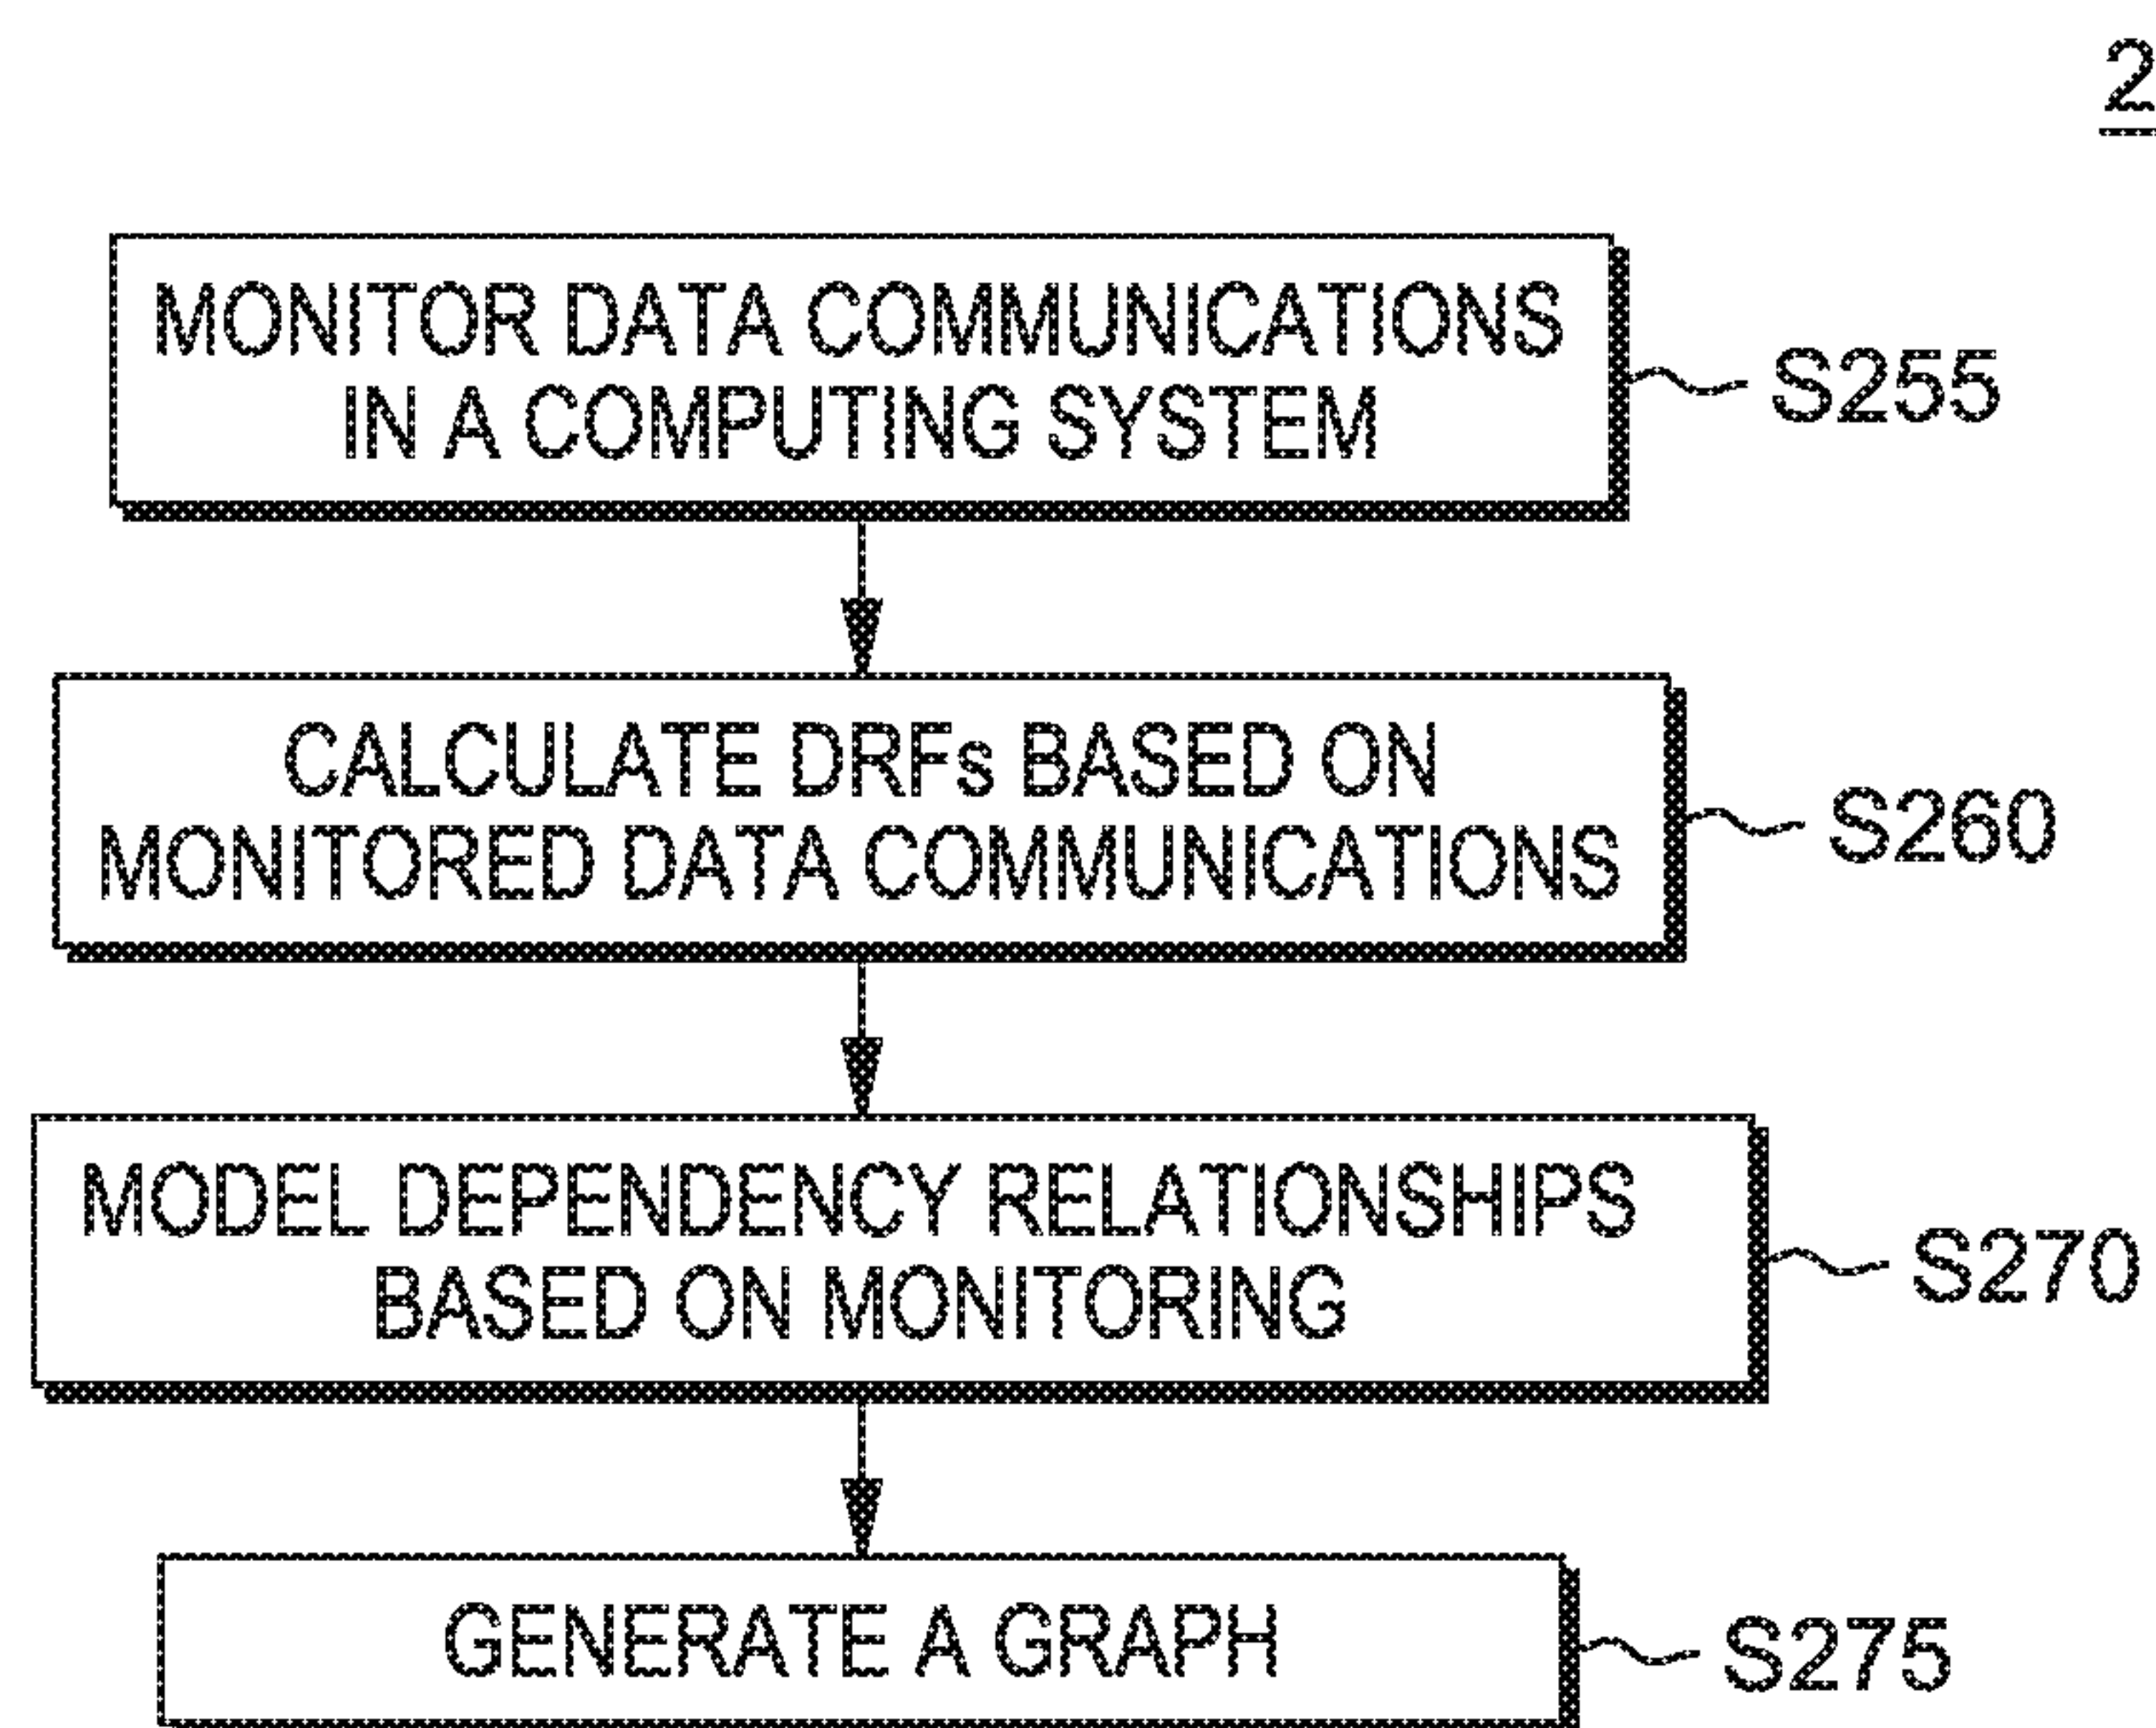 2
MONITOR DATA COMMUNICATIONS
IN A COMPUTING SYSTEM
S255
CALCULATE DRFs BASED ON
MONITORED DATA COMMUNICATIONS
S260
MODEL DEPENDENCY RELATIONSHIPS
BASED ON MONITORING
S270
GENERATE A GRAPH
S275